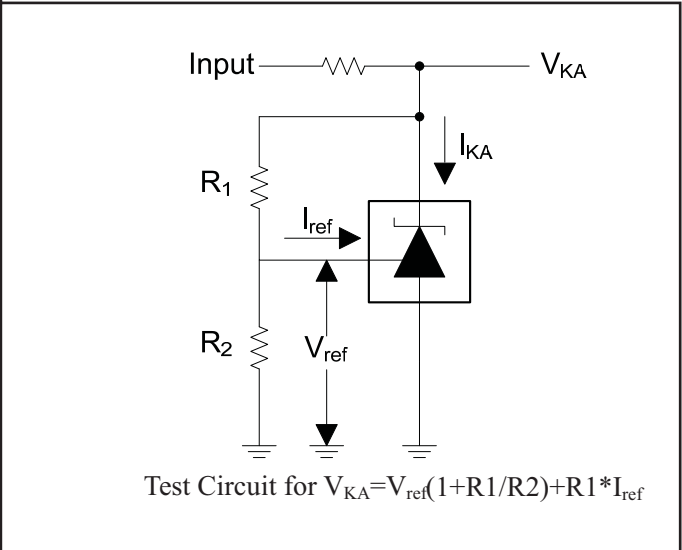 Input
V_KA
I_KA
R_1
I_ref
R_2
V_ref
Test Circuit for V_KA=V_ref(1+R1/R2)+R1*I_ref